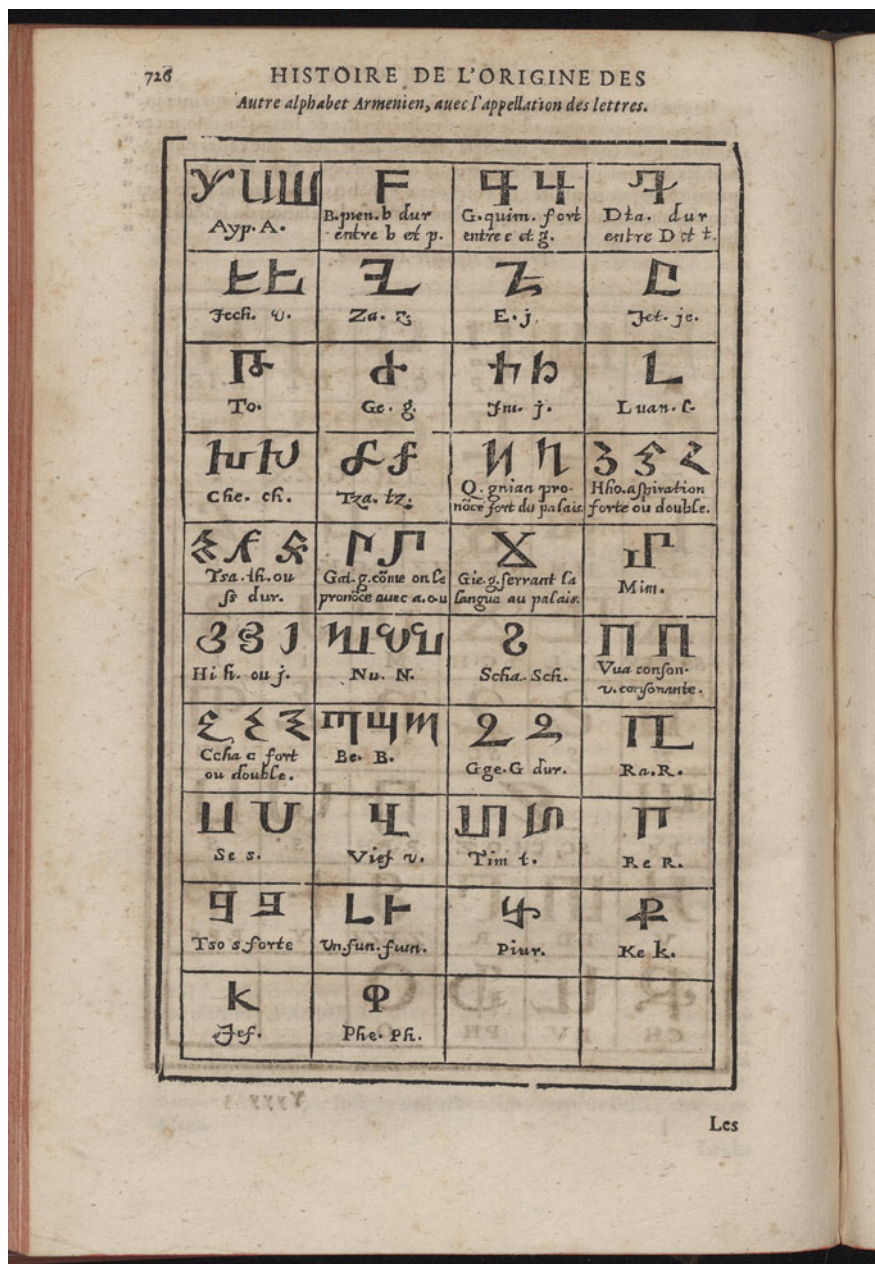 726 HISTOIRE DE L'ORIGINE DES
Autre alphabet Armenien, auec l'appellation des lettres.
Ayp. A.
B. pien. b dur
entre b et p.
G. quim. fort
entre c et g.
Dta. dur
entre D et t.
Jech. v.
Za. z
E. j
Jet. je.
To.
Ge. g.
Jni. j.
Luan. l.
Che. ch.
Tza. tz.
Q. gnian pro-
nõce fort du palais
Hho. aspiration
forte ou double.
Tsa. th. ou
ss dur.
Gat. g. cõme on le
pronõce auec a. o u
Gie. g. serrant la
langue au palais.
Mim.
Hi h. ou j.
Nu. N.
Scha. Sch.
Vua conson.
v. consonante.
Ccha c fort
ou double.
Be. B.
Gge. G dur.
Ra. R.
Se s.
Vief v.
Tim t.
Re R.
Tso s forte
Vn. fun. fum.
Piur.
Ke k.
Jef.
Phe. Ph.
Les